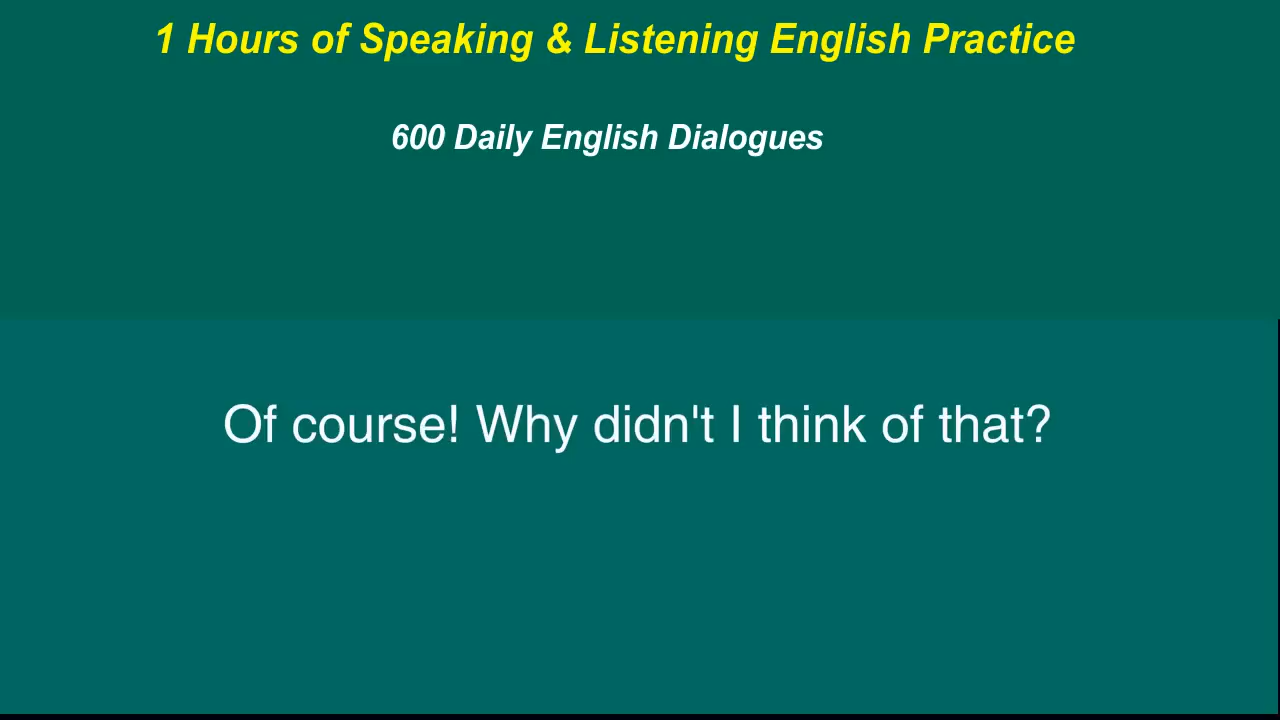 1 Hours of Speaking & Listening English Practice
600 Daily English Dialogues
Of course! Why didn't I think of that?